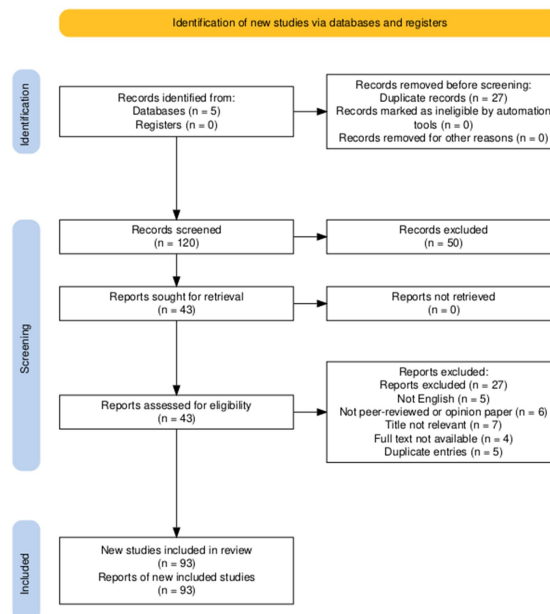 Identification of new studies via databases and registers
Identification
Records identified from:
Databases (n = 5)
Registers (n = 0)
Records removed before screening:
Duplicate records (n = 27)
Records marked as ineligible by automation
tools (n = 0)
Records removed for other reasons (n = 0)
Screening
Records screened
(n = 120)
Records excluded
(n = 50)
Reports sought for retrieval
(n = 43)
Reports not retrieved
(n = 0)
Reports assessed for eligibility
(n = 43)
Reports excluded:
Reports excluded (n = 27)
Not English (n = 5)
Not peer-reviewed or opinion paper (n = 6)
Title not relevant (n = 7)
Full text not available (n = 4)
Duplicate entries (n = 5)
Included
New studies included in review
(n = 93)
Reports of new included studies
(n = 93)